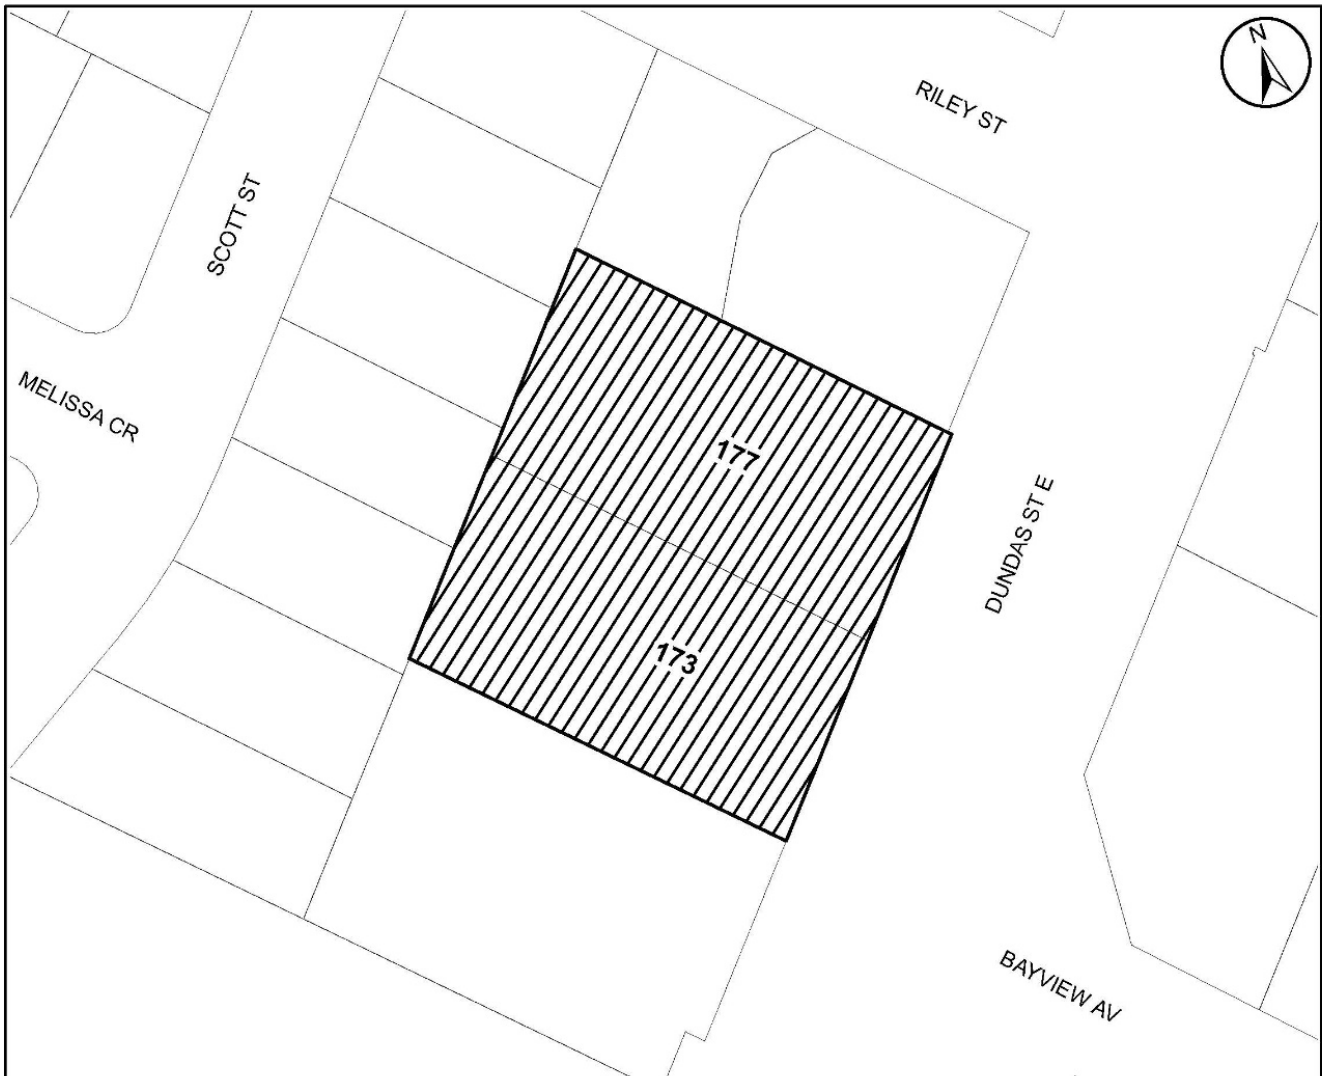 N
RILEY ST
SCOTT ST
MELISSA CR
177
DUNDAS ST E
173
BAYVIEW AV